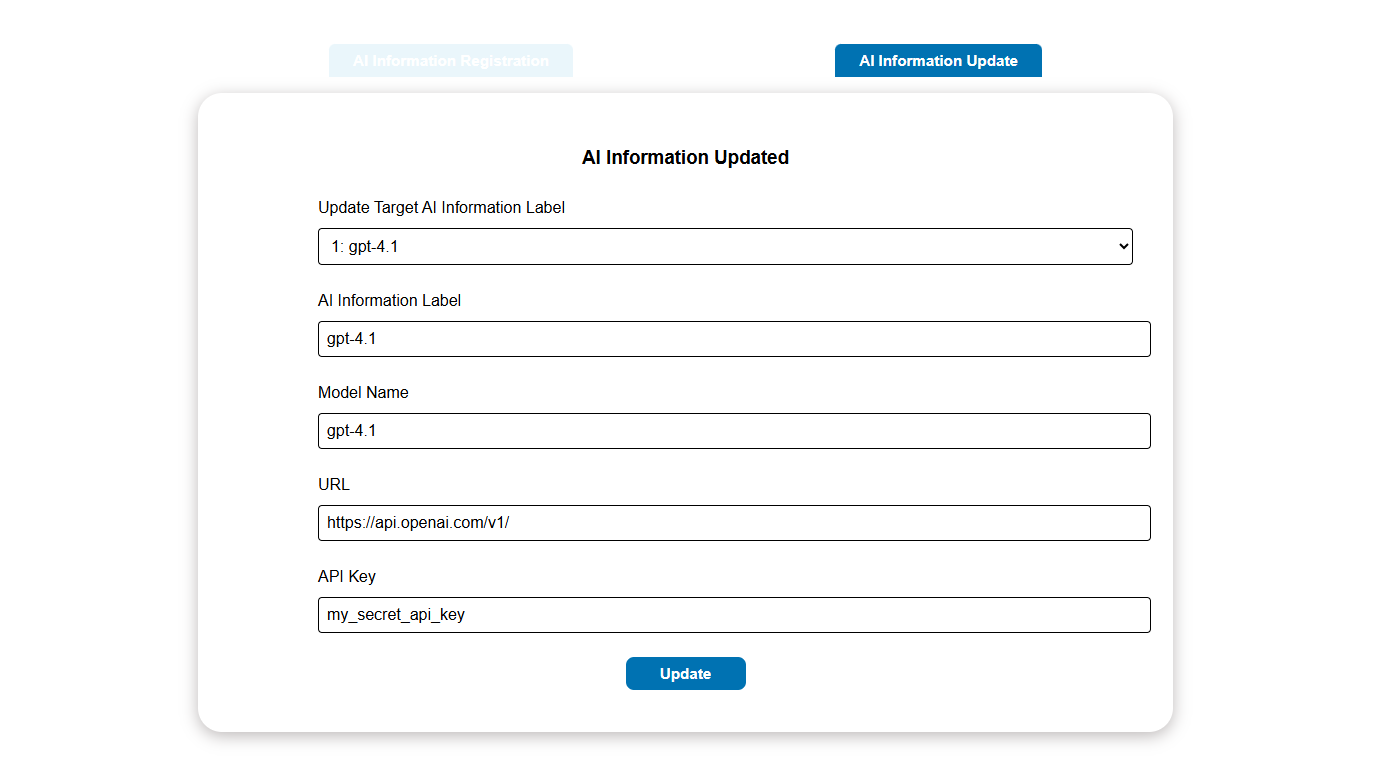 AI Information Registration
AI Information Update
AI Information Updated
Update Target AI Information Label
1: gpt-4.1
AI Information Label
gpt-4.1
Model Name
gpt-4.1
URL
https://api.openai.com/v1/
API Key
my_secret_api_key
Update